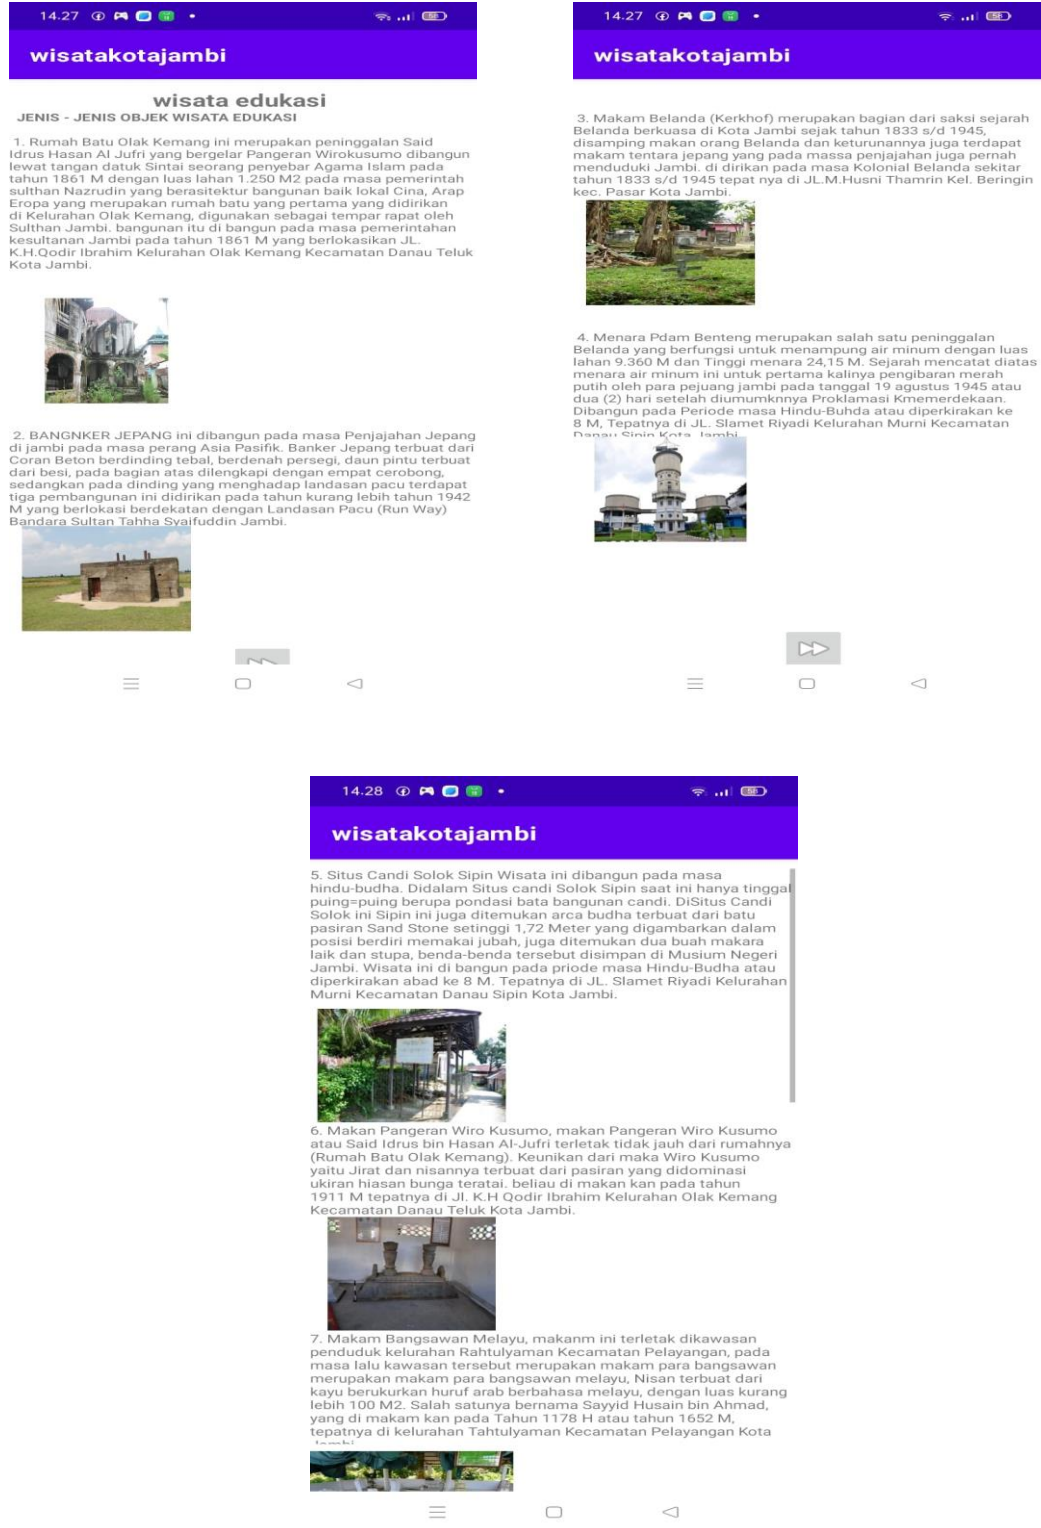 14.27
wisatakotajambi
wisata edukasi
JENIS - JENIS OBJEK WISATA EDUKASI
1. Rumah Batu Olak Kemang ini merupakan peninggalan Said
Idrus Hasan Al Jufri yang bergelar Pangeran Wirokusumo dibangun
lewat tangan datuk Sintai seorang penyebar Agama Islam pada
tahun 1861 M dengan luas lahan 1.250 M2 pada masa pemerintah
sulthan Nazrudin yang berasitektur bangunan baik lokal Cina, Arap
Eropa yang merupakan rumah batu yang pertama yang didirikan
di Kelurahan Olak Kemang, digunakan sebagai tempar rapat oleh
Sulthan Jambi. bangunan itu di bangun pada masa pemerintahan
kesultanan Jambi pada tahun 1861 M yang berlokasikan JL.
K.H.Qodir Ibrahim Kelurahan Olak Kemang Kecamatan Danau Teluk
Kota Jambi.
2. BANGNKER JEPANG ini dibangun pada masa Penjajahan Jepang
di jambi pada masa perang Asia Pasifik. Banker Jepang terbuat dari
Coran Beton berdinding tebal, berdenah persegi, daun pintu terbuat
dari besi, pada bagian atas dilengkapi dengan empat cerobong,
sedangkan pada dinding yang menghadap landasan pacu terdapat
tiga pembangunan ini didirikan pada tahun kurang lebih tahun 1942
M yang berlokasi berdekatan dengan Landasan Pacu (Run Way)
Bandara Sultan Tahha Syaifuddin Jambi.
14.27
wisatakotajambi
3. Makam Belanda (Kerkhof) merupakan bagian dari saksi sejarah
Belanda berkuasa di Kota Jambi sejak tahun 1833 s/d 1945,
disamping makan orang Belanda dan keturunannya juga terdapat
makam tentara jepang yang pada massa penjajahan juga pernah
menduduki Jambi. di dirikan pada masa Kolonial Belanda sekitar
tahun 1833 s/d 1945 tepat nya di JL.M.Husni Thamrin Kel. Beringin
kec. Pasar Kota Jambi.
4. Menara Pdam Benteng merupakan salah satu peninggalan
Belanda yang berfungsi untuk menampung air minum dengan luas
lahan 9.360 M dan Tinggi menara 24,15 M. Sejarah mencatat diatas
menara air minum ini untuk pertama kalinya pengibaran merah
putih oleh para pejuang jambi pada tanggal 19 agustus 1945 atau
dua (2) hari setelah diumumknnya Proklamasi Kmemerdekaan.
Dibangun pada Periode masa Hindu-Buhda atau diperkirakan ke
8 M, Tepatnya di JL. Slamet Riyadi Kelurahan Murni Kecamatan
Danau Sipin Kota Jambi
14.28
wisatakotajambi
5. Situs Candi Solok Sipin Wisata ini dibangun pada masa
hindu-budha. Didalam Situs candi Solok Sipin saat ini hanya tinggal
puing=puing berupa pondasi bata bangunan candi. DiSitus Candi
Solok ini Sipin ini juga ditemukan arca budha terbuat dari batu
pasiran Sand Stone setinggi 1,72 Meter yang digambarkan dalam
posisi berdiri memakai jubah, juga ditemukan dua buah makara
laik dan stupa, benda-benda tersebut disimpan di Musium Negeri
Jambi. Wisata ini di bangun pada priode masa Hindu-Budha atau
diperkirakan abad ke 8 M. Tepatnya di JL. Slamet Riyadi Kelurahan
Murni Kecamatan Danau Sipin Kota Jambi.
6. Makan Pangeran Wiro Kusumo, makan Pangeran Wiro Kusumo
atau Said Idrus bin Hasan Al-Jufri terletak tidak jauh dari rumahnya
(Rumah Batu Olak Kemang). Keunikan dari maka Wiro Kusumo
yaitu Jirat dan nisannya terbuat dari pasiran yang didominasi
ukiran hiasan bunga teratai. beliau di makan kan pada tahun
1911 M tepatnya di Jl. K.H Qodir Ibrahim Kelurahan Olak Kemang
Kecamatan Danau Teluk Kota Jambi.
7. Makam Bangsawan Melayu, makanm ini terletak dikawasan
penduduk kelurahan Rahtulyaman Kecamatan Pelayangan, pada
masa lalu kawasan tersebut merupakan makam para bangsawan
merupakan makam para bangsawan melayu, Nisan terbuat dari
kayu berukurkan huruf arab berbahasa melayu, dengan luas kurang
lebih 100 M2. Salah satunya bernama Sayyid Husain bin Ahmad,
yang di makam kan pada Tahun 1178 H atau tahun 1652 M,
tepatnya di kelurahan Tahtulyaman Kecamatan Pelayangan Kota